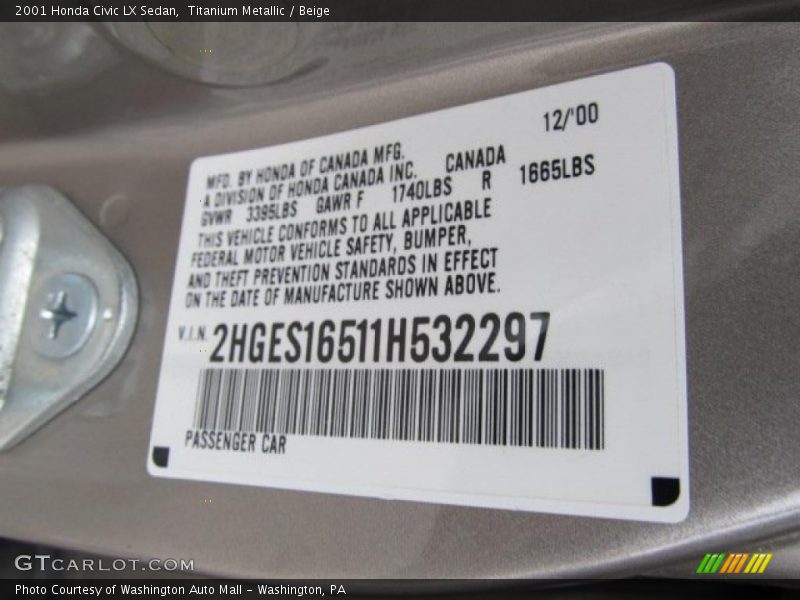 2001 Honda Civic LX Sedan, Titanium Metallic / Beige
12/'00
MFD. BY HONDA OF CANADA MFG.
A DIVISION OF HONDA CANADA INC. CANADA
GVWR 3395LBS GAWR F 1740LBS R 1665LBS
THIS VEHICLE CONFORMS TO ALL APPLICABLE
FEDERAL MOTOR VEHICLE SAFETY, BUMPER,
AND THEFT PREVENTION STANDARDS IN EFFECT
ON THE DATE OF MANUFACTURE SHOWN ABOVE.
V.I.N. 2HGES16511H532297
PASSENGER CAR
GTCARLOT.COM
Photo Courtesy of Washington Auto Mall – Washington, PA